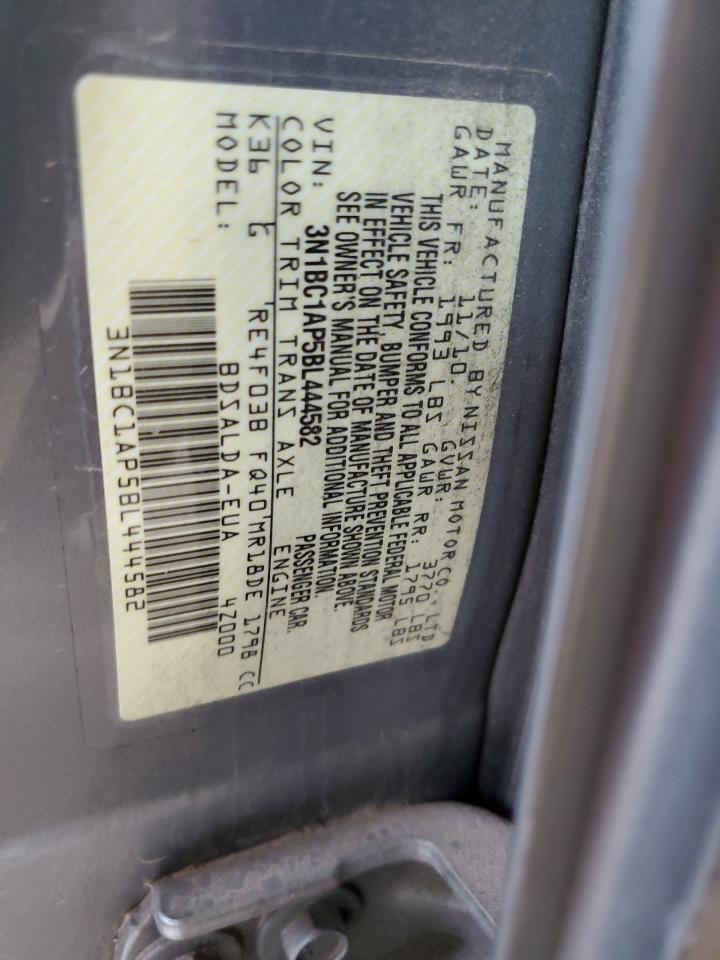 MANUFACTURED BY NISSAN MOTOR CO., LTD.
DATE: 11/10. GVWR: 3770 LBS
GAWR FR: 1993 LBS GAWR RR: 1795 LBS
THIS VEHICLE CONFORMS TO ALL APPLICABLE FEDERAL MOTOR
VEHICLE SAFETY, BUMPER AND THEFT PREVENTION STANDARDS
IN EFFECT ON THE DATE OF MANUFACTURE SHOWN ABOVE.
SEE OWNER'S MANUAL FOR ADDITIONAL INFORMATION.
VIN: 3N1BC1AP5BL444582 PASSENGER CAR.
COLOR TRIM TRANS AXLE ENGINE
K36 G RE4F03B FQ40 MR18DE 1798 CC
MODEL: BDSALDA-EUA 4Z000
3N1BC1AP5BL444582